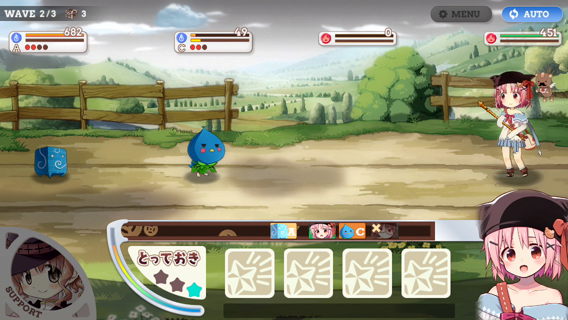 WAVE 2/3 3
MENU
AUTO
682
A
49
C
0
451
A
C
とっておき
SUPPORT